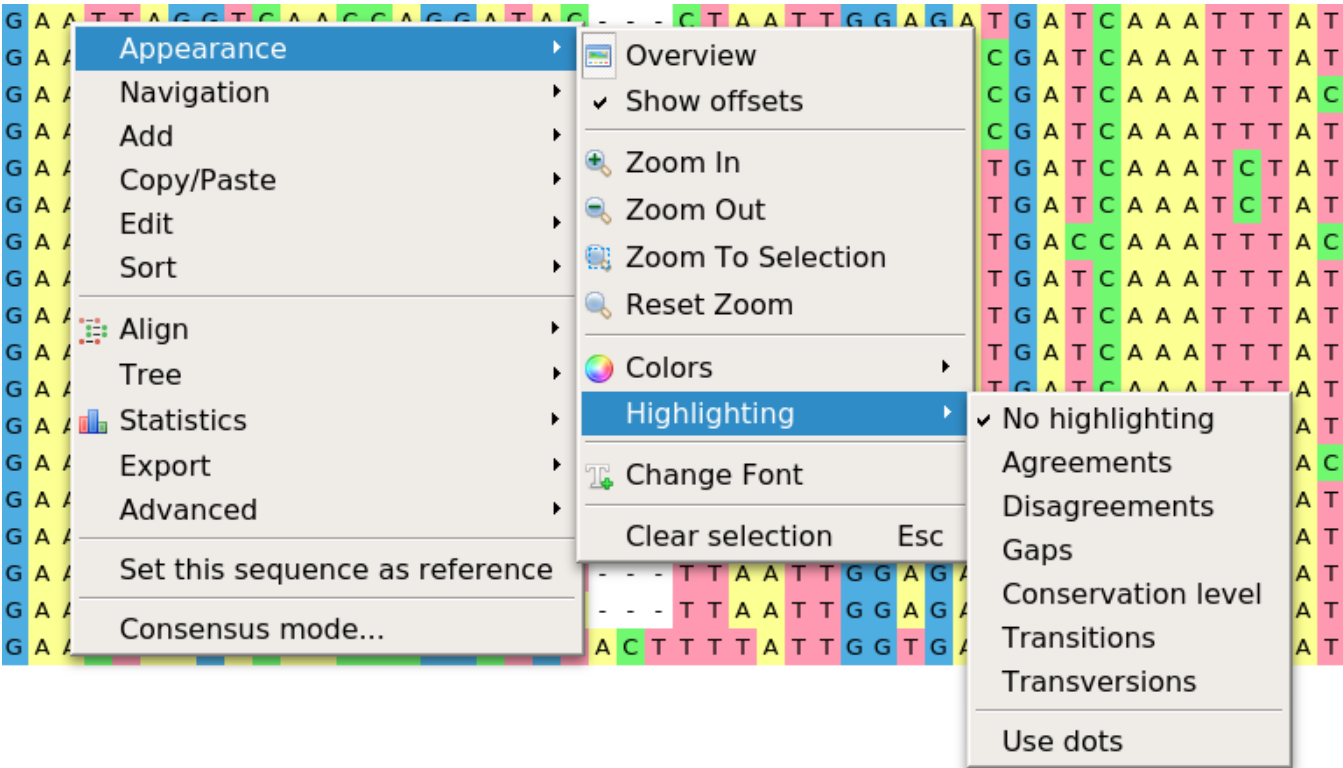 G A A T T A G G T C A A C C A G G A T A C - - - C T A A T T G G A G A T G A T C A A A T T T A T
G A A C G A T C A A A T T T A T
G A A C G A T C A A A T T T A C
G A A C G A T C A A A T T T A T
G A A T G A T C A A A T C T A T
G A A T G A T C A A A T C T A T
G A A T G A C C A A A T T T A C
G A A T G A T C A A A T T T A T
G A A T G A T C A A A T T T A T
G A A T G A T C A A A T T T A T
G A A T G A T C A A A T T T A T
G A A A T
G A A A C
G A A A T
G A A A T
G A A - - - T T A A T T G G A G A A T
G A A - - - T T A A T T G G A G A A T
G A A A C T T T T A T T G G T G A A T
Appearance
Navigation
Add
Copy/Paste
Edit
Sort
Align
Tree
Statistics
Export
Advanced
Set this sequence as reference
Consensus mode...
Overview
Show offsets
Zoom In
Zoom Out
Zoom To Selection
Reset Zoom
Colors
Highlighting
Change Font
Clear selection Esc
No highlighting
Agreements
Disagreements
Gaps
Conservation level
Transitions
Transversions
Use dots